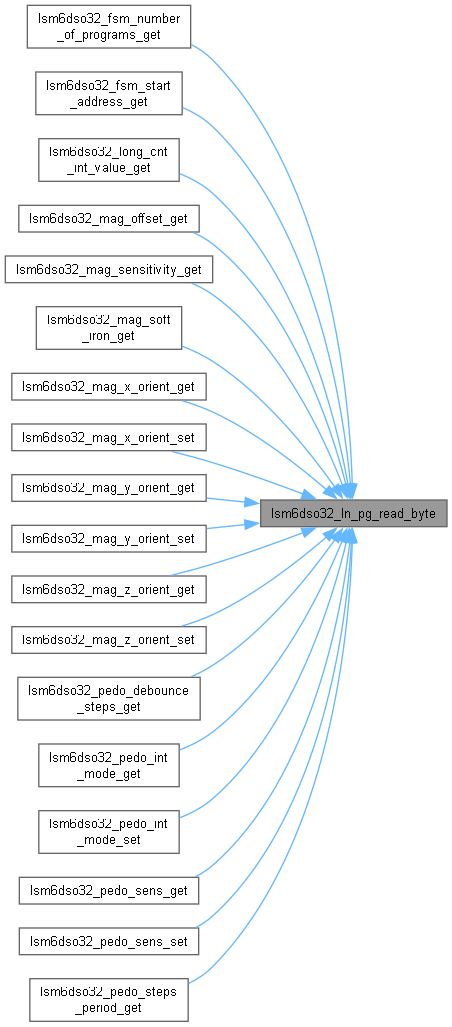 lsm6dso32_fsm_number
_of_programs_get
lsm6dso32_fsm_start
_address_get
lsm6dso32_long_cnt
_int_value_get
lsm6dso32_mag_offset_get
lsm6dso32_mag_sensitivity_get
lsm6dso32_mag_soft
_iron_get
lsm6dso32_mag_x_orient_get
lsm6dso32_mag_x_orient_set
lsm6dso32_mag_y_orient_get
lsm6dso32_ln_pg_read_byte
lsm6dso32_mag_y_orient_set
lsm6dso32_mag_z_orient_get
lsm6dso32_mag_z_orient_set
lsm6dso32_pedo_debounce
_steps_get
lsm6dso32_pedo_int
_mode_get
lsm6dso32_pedo_int
_mode_set
lsm6dso32_pedo_sens_get
lsm6dso32_pedo_sens_set
lsm6dso32_pedo_steps
_period_get